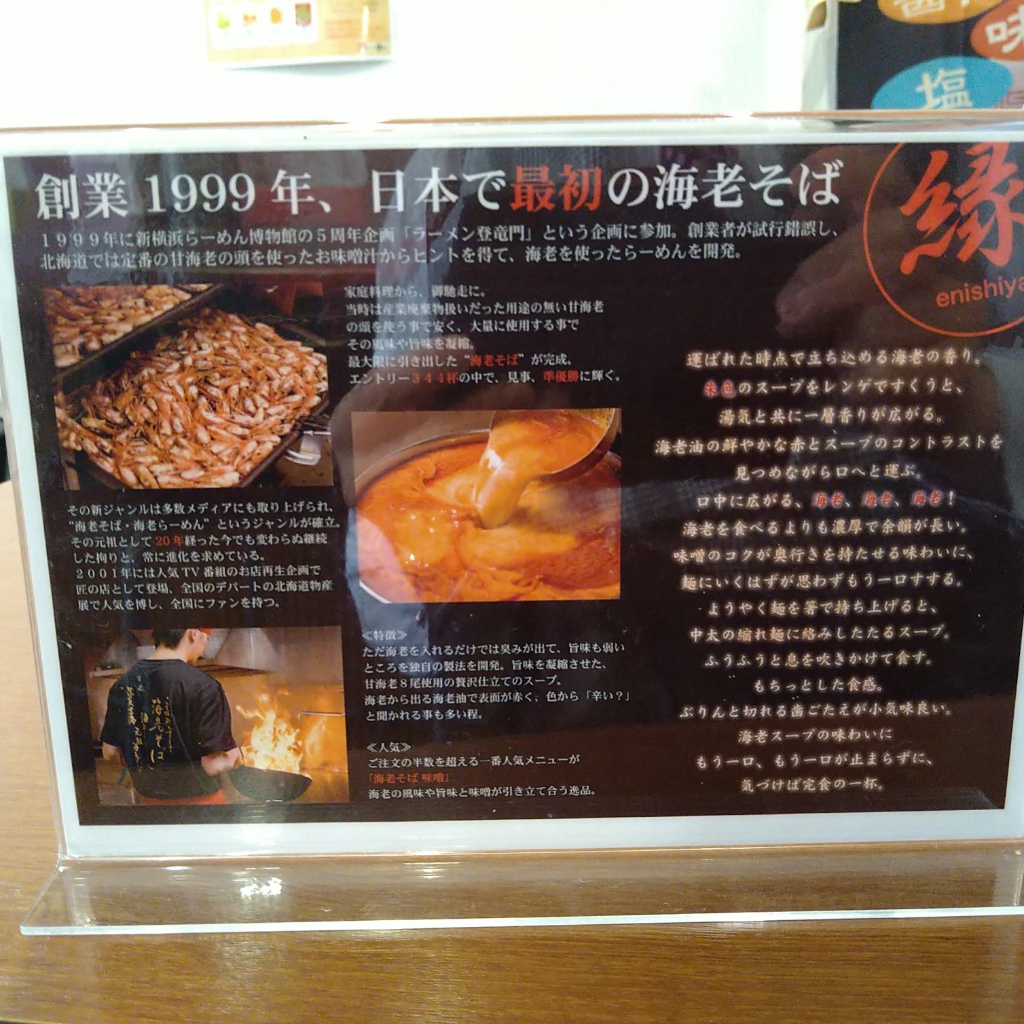 塩
味
創業1999年、日本で最初の海老そば
1999年に新横浜らーめん博物館の5周年企画「ラーメン登竜門」という企画に参加。創業者が試行錯誤し、
北海道では定番の甘海老の頭を使ったお味噌汁からヒントを得て、海老を使ったらーめんを開発。
縁
enishiya
家庭料理から、御馳走に。
当時は産業廃棄物扱いだった用途の無い甘海老
の頭を使う事で安く、大量に使用する事で
その風味や旨味を凝縮。
最大限に引き出した"海老そば"が完成。
エントリー344杯の中で、見事、準優勝に輝く。
その新ジャンルは多数メディアにも取り上げられ、
"海老そば・海老らーめん"というジャンルが確立。
その元祖として20年経った今でも変わらぬ継続
した拘りと、常に進化を求めている。
2001年には人気TV番組のお店再生企画で
匠の店として登場、全国のデパートの北海道物産
展で人気を博し、全国にファンを持つ。
≪特徴≫
ただ海老を入れるだけでは臭みが出て、旨味も弱い
ところを独自の製法を開発。旨味を凝縮させた、
甘海老8尾使用の贅沢仕立てのスープ。
海老から出る海老油で表面が赤く、色から「辛い？」
と聞かれる事も多い程。
≪人気≫
ご注文の半数を超える一番人気メニューが
「海老そば 味噌」
海老の風味や旨味と味噌が引き立て合う逸品。
運ばれた時点で立ち込める海老の香り。
朱色のスープをレンゲですくうと、
湯気と共に一層香りが広がる。
海老油の鮮やかな赤とスープのコントラストを
見つめながら口へと運ぶ。
口中に広がる、海老、海老、海老！
海老を食べるよりも濃厚で余韻が長い。
味噌のコクが奥行きを持たせる味わいに、
麺にいくはずが思わずもう一口すする。
ようやく麺を箸で持ち上げると、
中太の縮れ麺に絡みしたたるスープ。
ふうふうと息を吹きかけて食す。
もちっとした食感。
ぷりんと切れる歯ごたえが小気味良い。
海老スープの味わいに
もう一口、もう一口が止まらずに、
気づけば完食の一杯。
海老そば